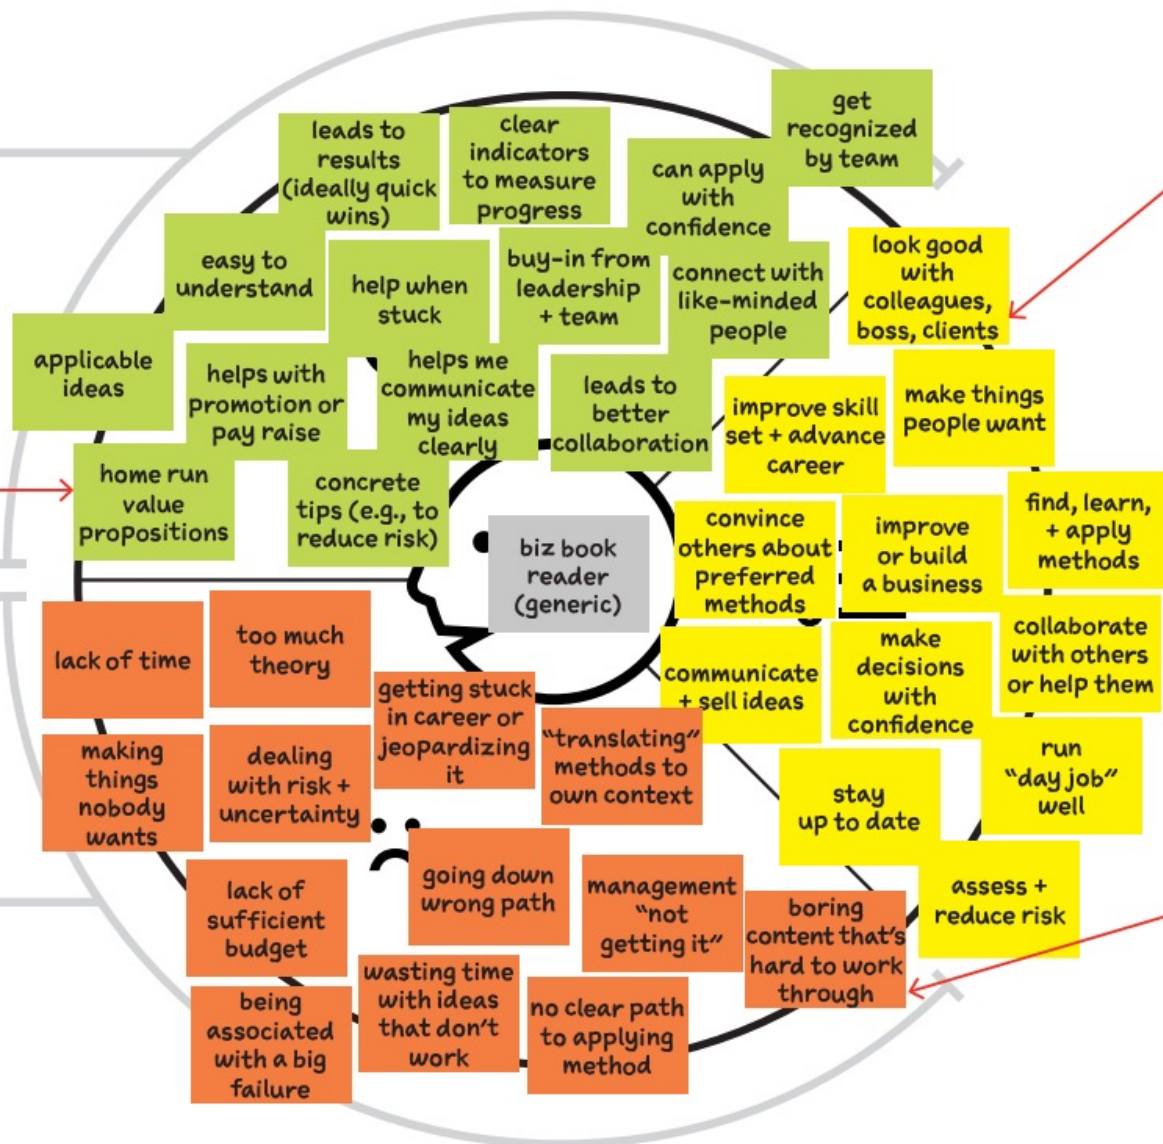 get
recognized
by team
leads to
results
(ideally quick
wins)
clear
indicators
to measure
progress
can apply
with
confidence
easy to
understand
help when
stuck
buy-in from
leadership
+ team
connect with
like-minded
people
applicable
ideas
helps with
promotion or
pay raise
helps me
communicate
my ideas
clearly
leads to
better
collaboration
home run
value
propositions
concrete
tips (e.g., to
reduce risk)
look good
with
colleagues,
boss, clients
improve skill
set + advance
career
make things
people want
convince
others about
preferred
methods
improve
or build
a business
find, learn,
+ apply
methods
communicate
+ sell ideas
make
decisions
with
confidence
collaborate
with others
or help them
stay
up to date
run
“day job”
well
assess +
reduce risk
biz book
reader
(generic)
lack of time
too much
theory
getting stuck
in career or
jeopardizing
it
“translating”
methods to
own context
making
things
nobody
wants
dealing
with risk +
uncertainty
lack of
sufficient
budget
going down
wrong path
management
“not
getting it”
boring
content that’s
hard to work
through
being
associated
with a big
failure
wasting time
with ideas
that don’t
work
no clear path
to applying
method